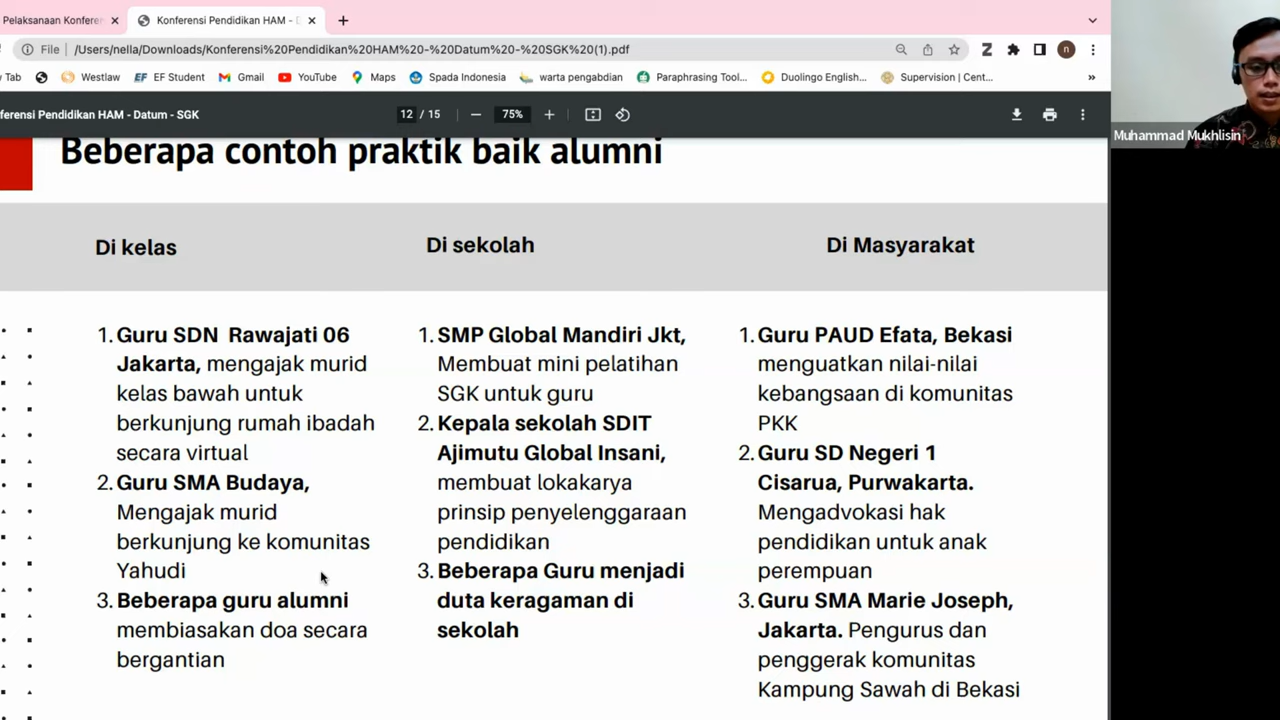 Pelaksanaan Konferen
Konferensi Pendidikan HAM - D
File | /Users/nella/Downloads/Konferensi%20Pendidikan%20HAM%20-%20Datum%20-%20SGK%20(1).pdf
n
Tab
Westlaw
EF EF Student
Gmail
YouTube
Maps
Spada Indonesia
warta pengabdian
Paraphrasing Tool...
Duolingo English...
Supervision | Cent...
»
ferensi Pendidikan HAM - Datum - SGK
12 / 15
75%
Muhammad Mukhlisin
Beberapa contoh praktik baik alumni
Di kelas
Di sekolah
Di Masyarakat
1. Guru SDN Rawajati 06
Jakarta, mengajak murid
kelas bawah untuk
berkunjung rumah ibadah
secara virtual
2. Guru SMA Budaya,
Mengajak murid
berkunjung ke komunitas
Yahudi
3. Beberapa guru alumni
membiasakan doa secara
bergantian
1. SMP Global Mandiri Jkt,
Membuat mini pelatihan
SGK untuk guru
2. Kepala sekolah SDIT
Ajimutu Global Insani,
membuat lokakarya
prinsip penyelenggaraan
pendidikan
3. Beberapa Guru menjadi
duta keragaman di
sekolah
1. Guru PAUD Efata, Bekasi
menguatkan nilai-nilai
kebangsaan di komunitas
PKK
2. Guru SD Negeri 1
Cisarua, Purwakarta.
Mengadvokasi hak
pendidikan untuk anak
perempuan
3. Guru SMA Marie Joseph,
Jakarta. Pengurus dan
penggerak komunitas
Kampung Sawah di Bekasi